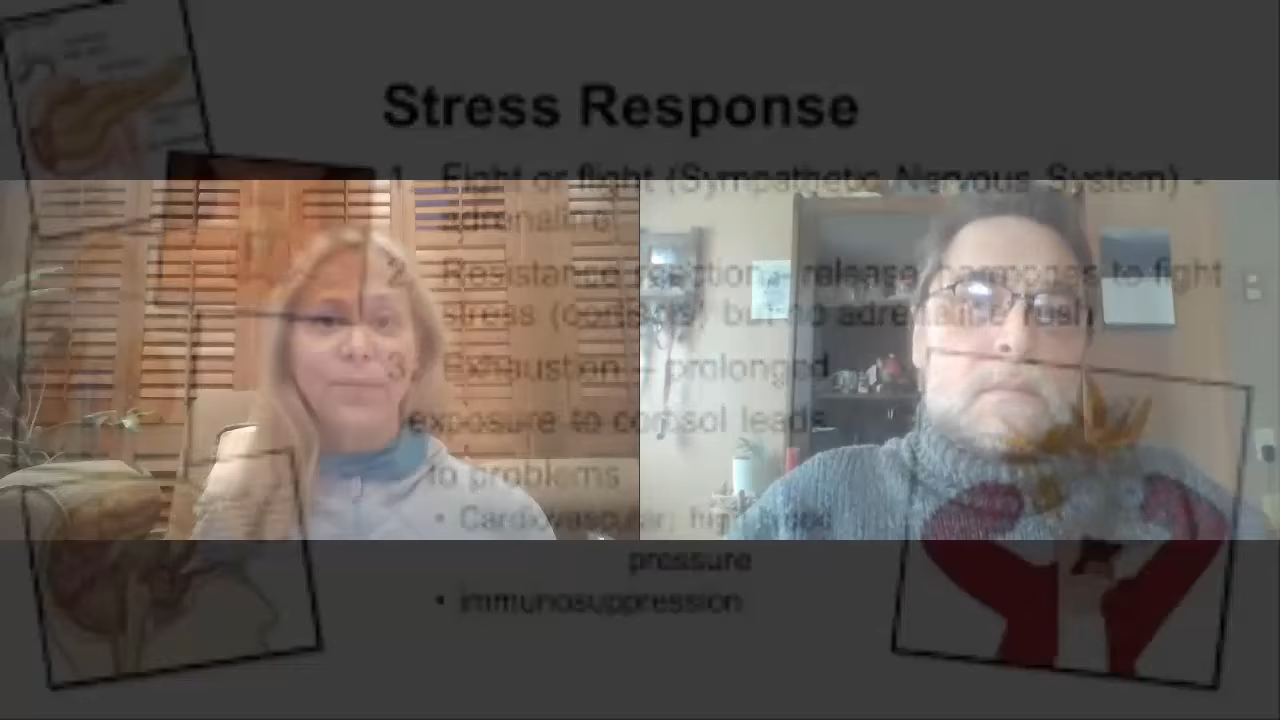 Stress Response
1. Fight or flight (Sympathetic Nervous System) -
adrenaline
2. Resistance reaction - release hormones to fight
stress (cortisol) but no adrenaline rush
3. Exhaustion – prolonged
exposure to cortisol leads
to problems
• Cardiovascular; high blood
pressure
• immunosuppression